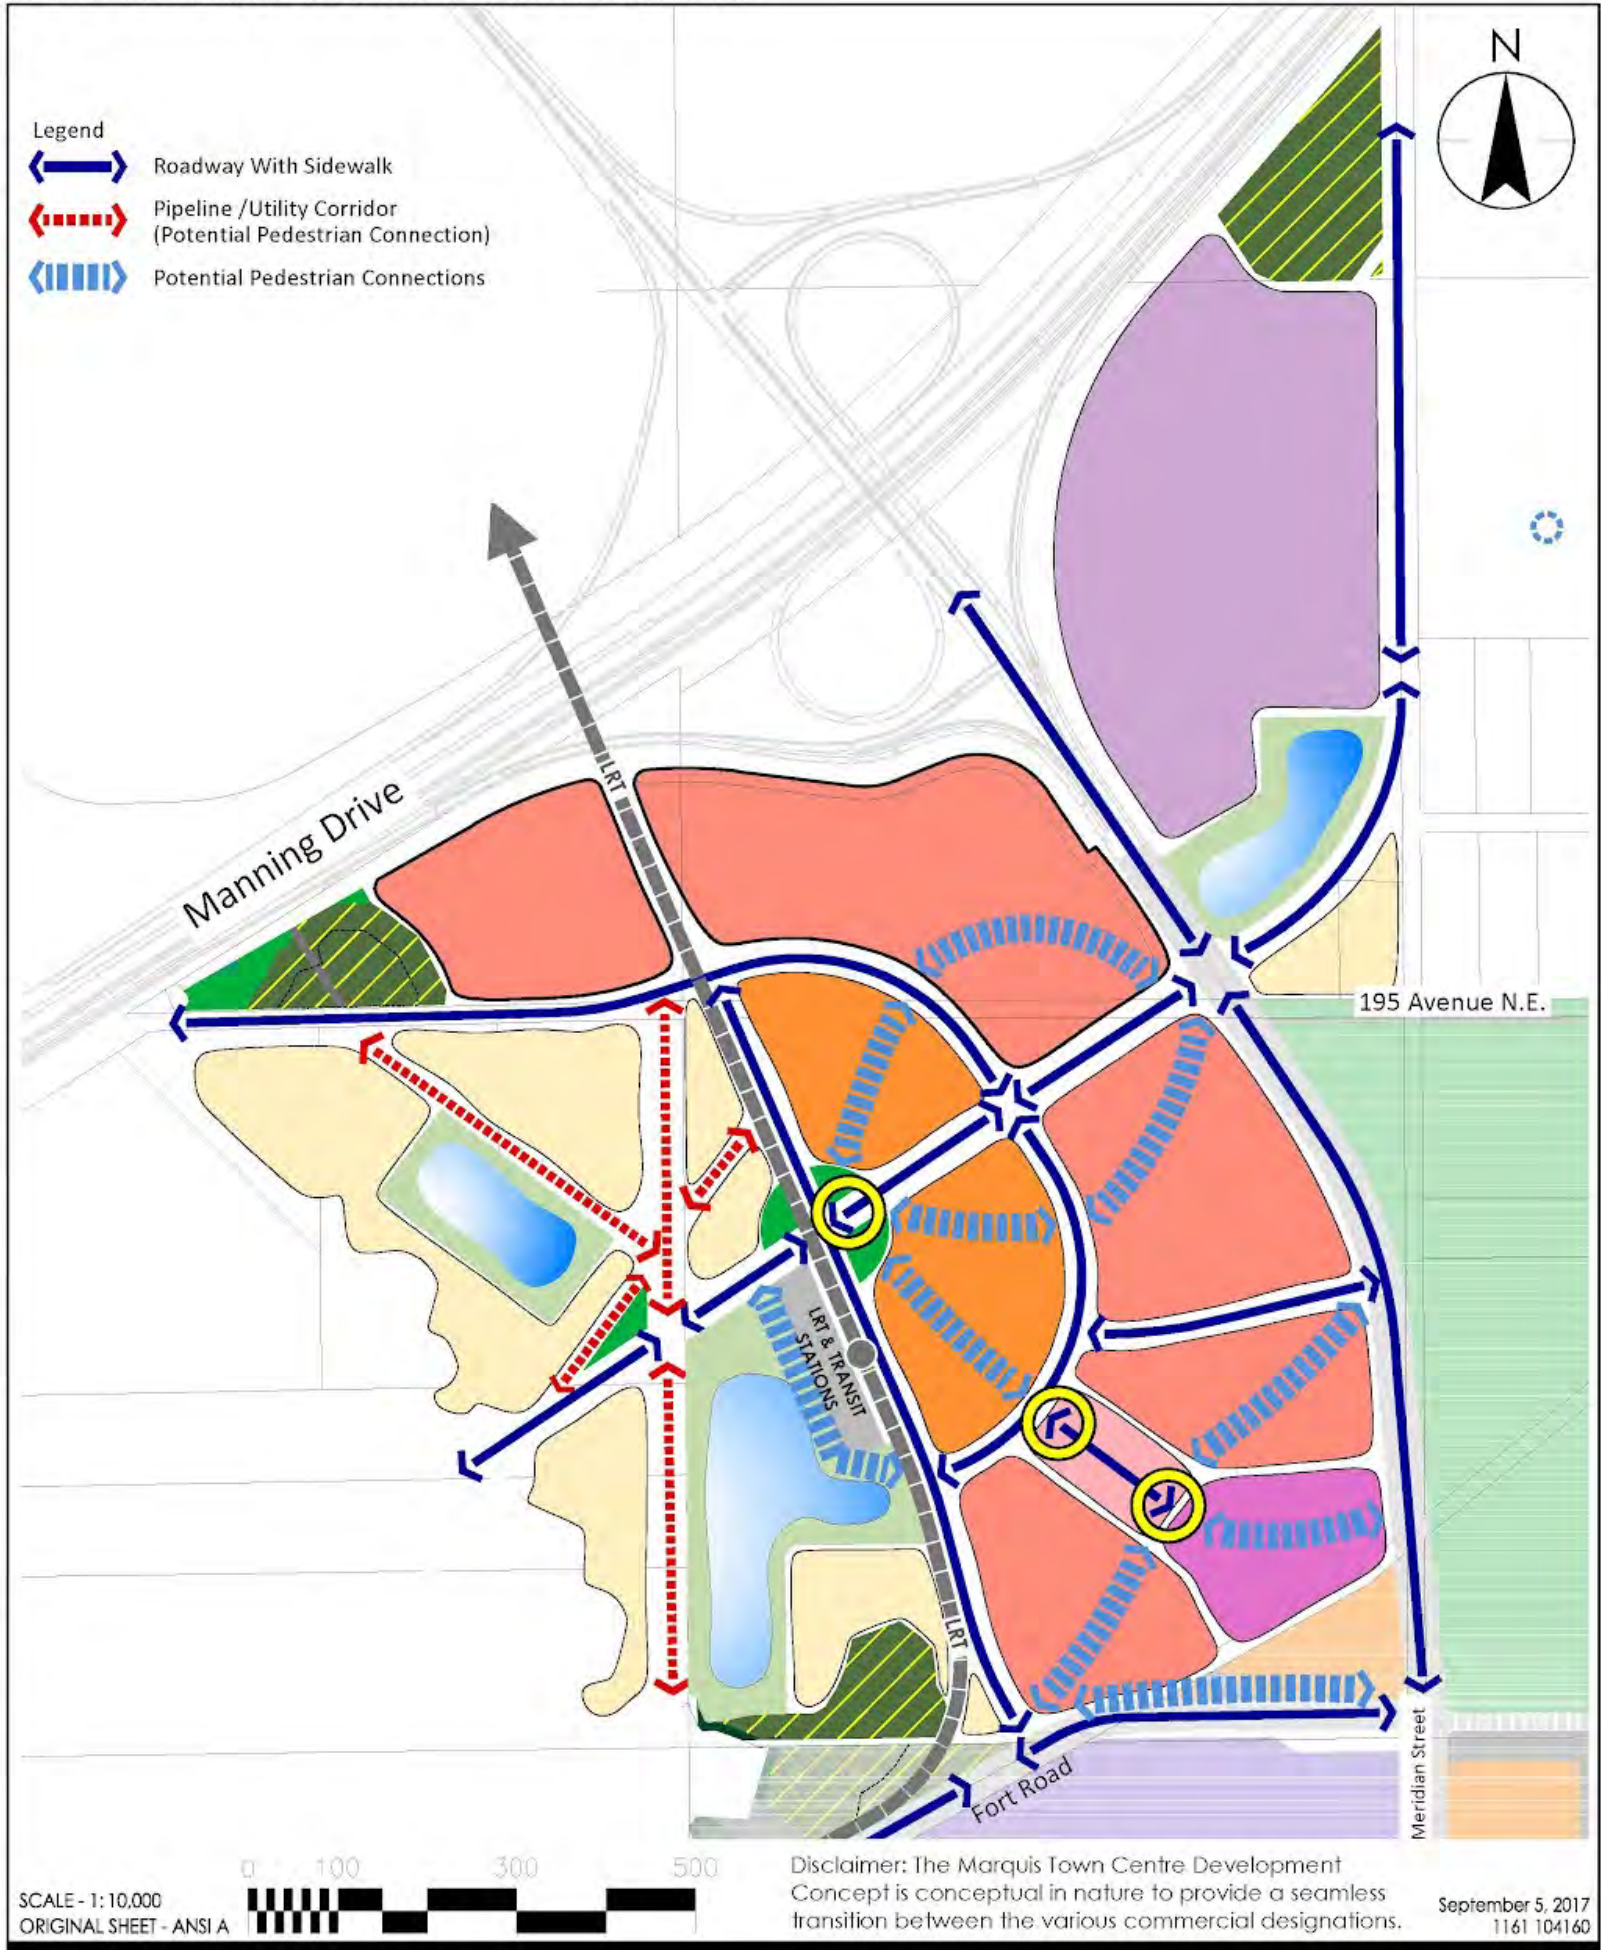 N
Legend
Roadway With Sidewalk
Pipeline /Utility Corridor
(Potential Pedestrian Connection)
Potential Pedestrian Connections
LRT
Manning Drive
195 Avenue N.E.
LRT & TRANSIT
STATIONS
LRT
Fort Road
Meridian Street
0 100 300 500
SCALE - 1:10,000
ORIGINAL SHEET - ANSI A
Disclaimer: The Marquis Town Centre Development
Concept is conceptual in nature to provide a seamless
transition between the various commercial designations.
September 5, 2017
1161 104160